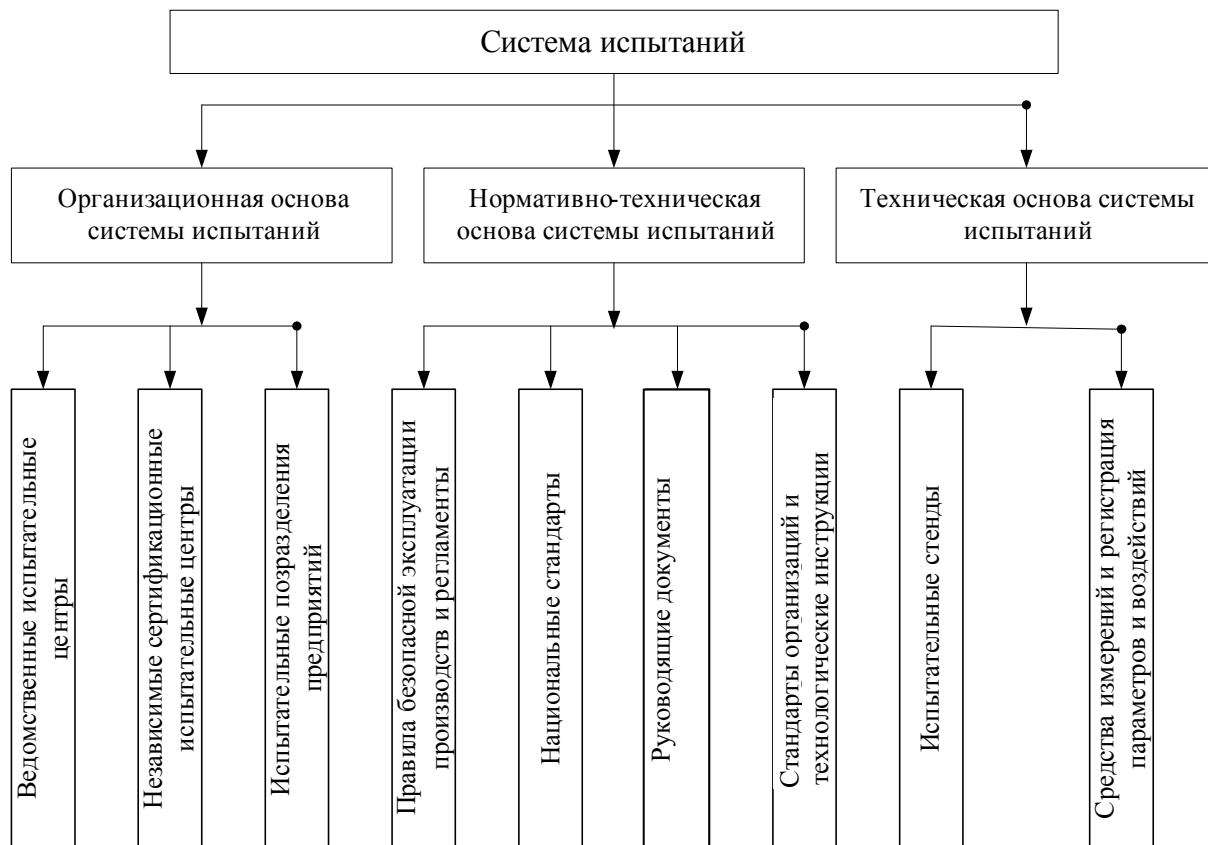 Система испытаний
Организационная основа
системы испытаний
Нормативно-техническая
основа системы испытаний
Техническая основа системы
испытаний
Ведомственные испытательные
центры
Независимые сертификационные
испытательные центры
Испытательные позразделения
предприятий
Правила безопасной эксплуатации
производств и регламенты
Национальные стандарты
Руководящие документы
Стандарты организаций и
технологические инструкции
Испытательные стенды
Средства измерений и регистрация
параметров и воздействий